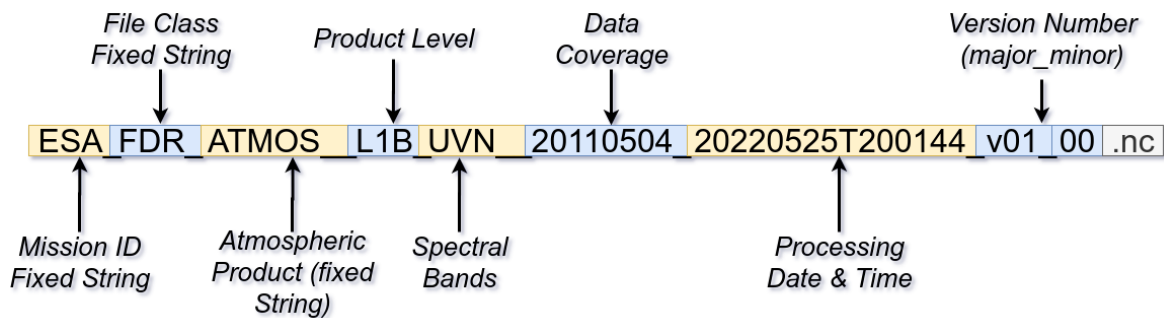 File Class
Fixed String
Product Level
Data
Coverage
Version Number
(major_minor)
ESA_FDR_ATMOS__L1B_UVN__20110504_20220525T200144_v01_00.nc
Mission ID
Fixed String
Atmospheric
Product (fixed
String)
Spectral
Bands
Processing
Date & Time